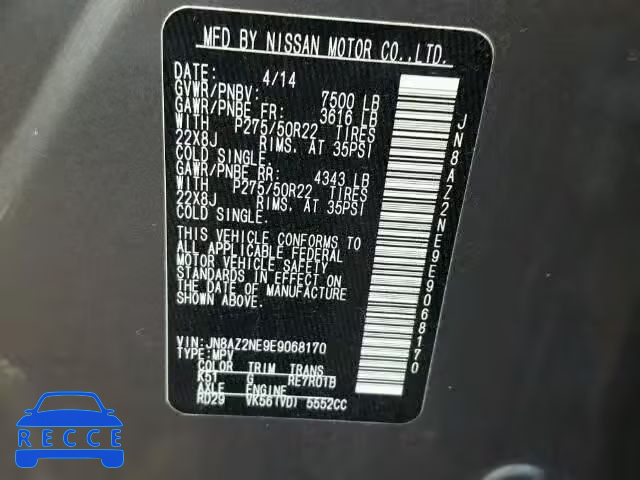 MFD BY NISSAN MOTOR CO.,LTD.
DATE: 4/14
GVWR/PNBV: 7500 LB
GAWR/PNBE FR: 3616 LB
WITH P275/50R22 TIRES
22X8J RIMS, AT 35PSI
COLD SINGLE.
GAWR/PNBE RR: 4343 LB
WITH P275/50R22 TIRES
22X8J RIMS, AT 35PSI
COLD SINGLE.
THIS VEHICLE CONFORMS TO
ALL APPLICABLE FEDERAL
MOTOR VEHICLE SAFETY
STANDARDS IN EFFECT ON
THE DATE OF MANUFACTURE
SHOWN ABOVE.
VIN:JN8AZ2NE9E9068170
TYPE:MPV
COLOR TRIM TRANS
K51 G RE7R01B
AXLE ENGINE
RD29 VK56(VD) 5552CC
JN8AZ2NE9E9068170
RECCE